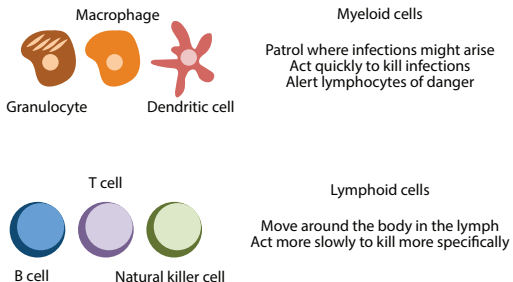 Macrophage
Granulocyte
Dendritic cell
Myeloid cells
Patrol where infections might arise
Act quickly to kill infections
Alert lymphocytes of danger
T cell
B cell
Natural killer cell
Lymphoid cells
Move around the body in the lymph
Act more slowly to kill more specifically